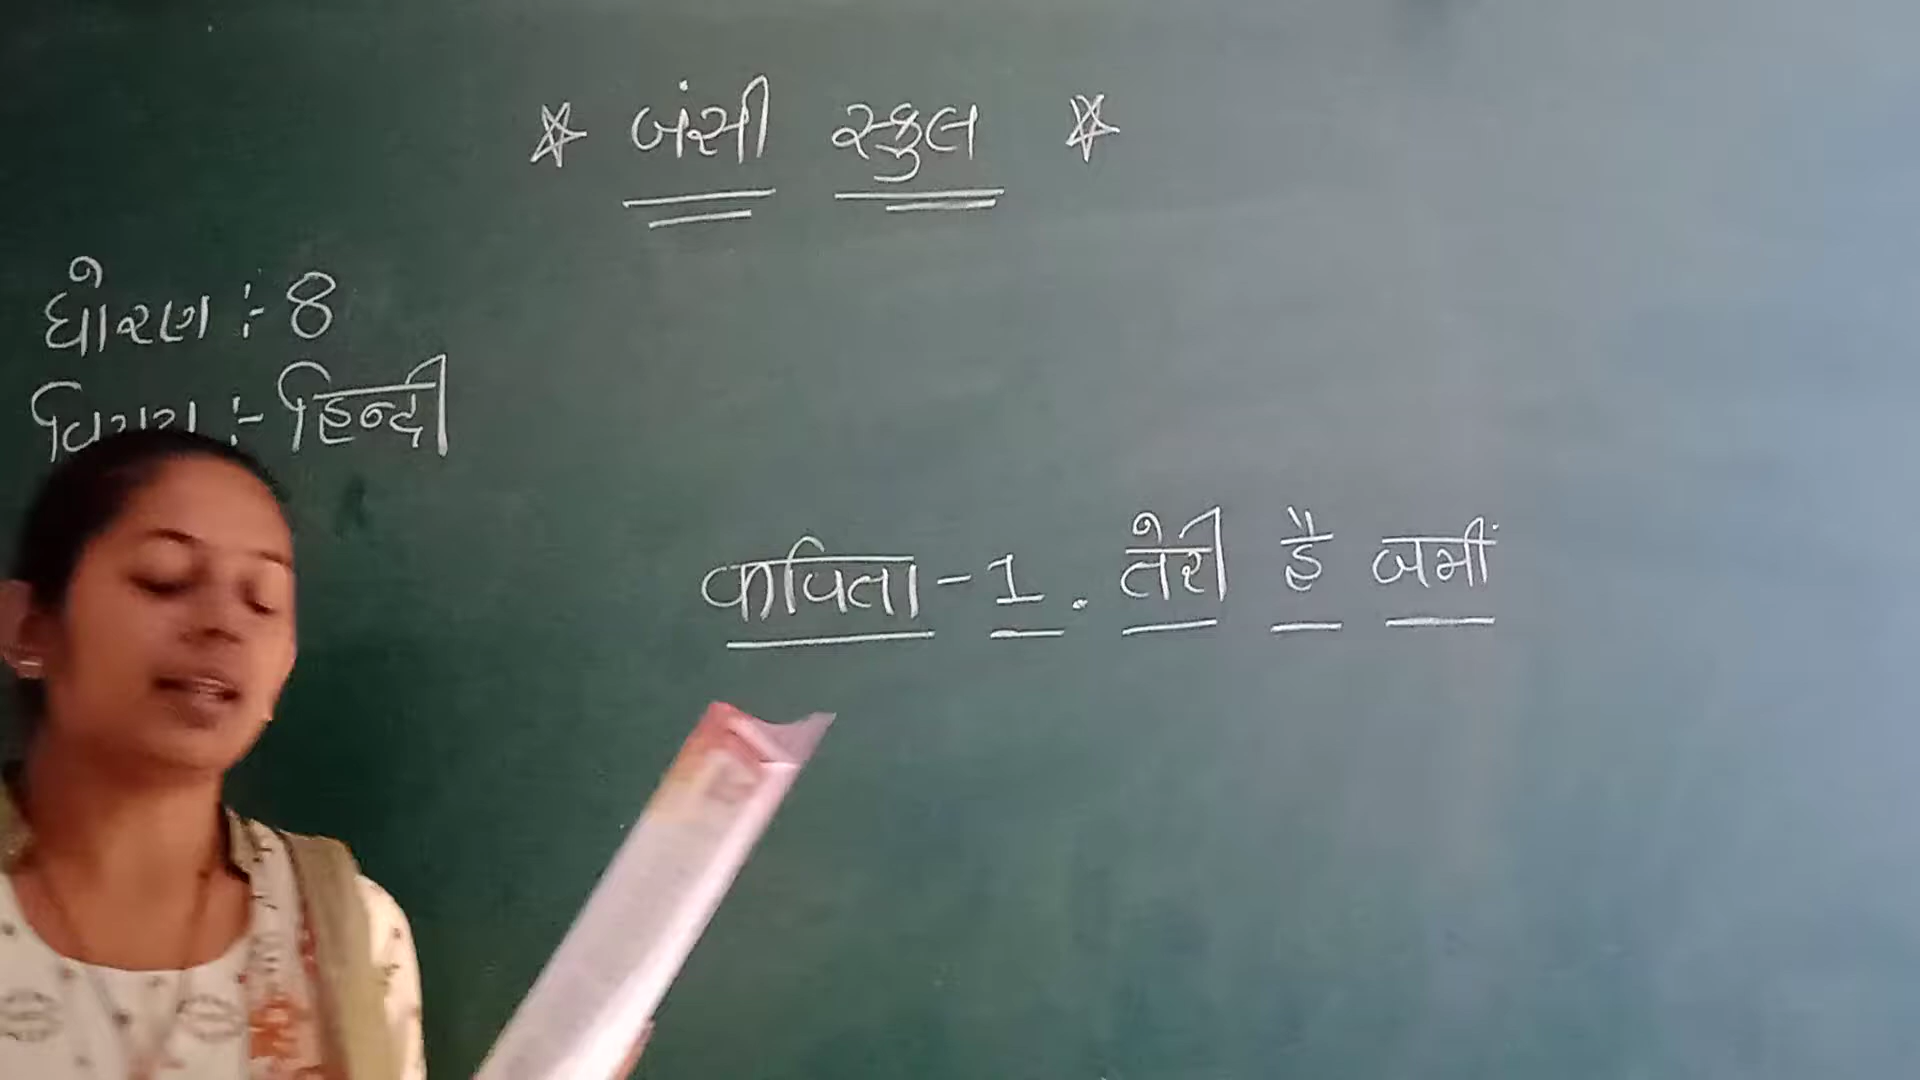 ☆ બંસી સ્કુલ ☆
ધોરણ :- 8
:- हिन्दी
कविता - 1. तेरी है जमीं